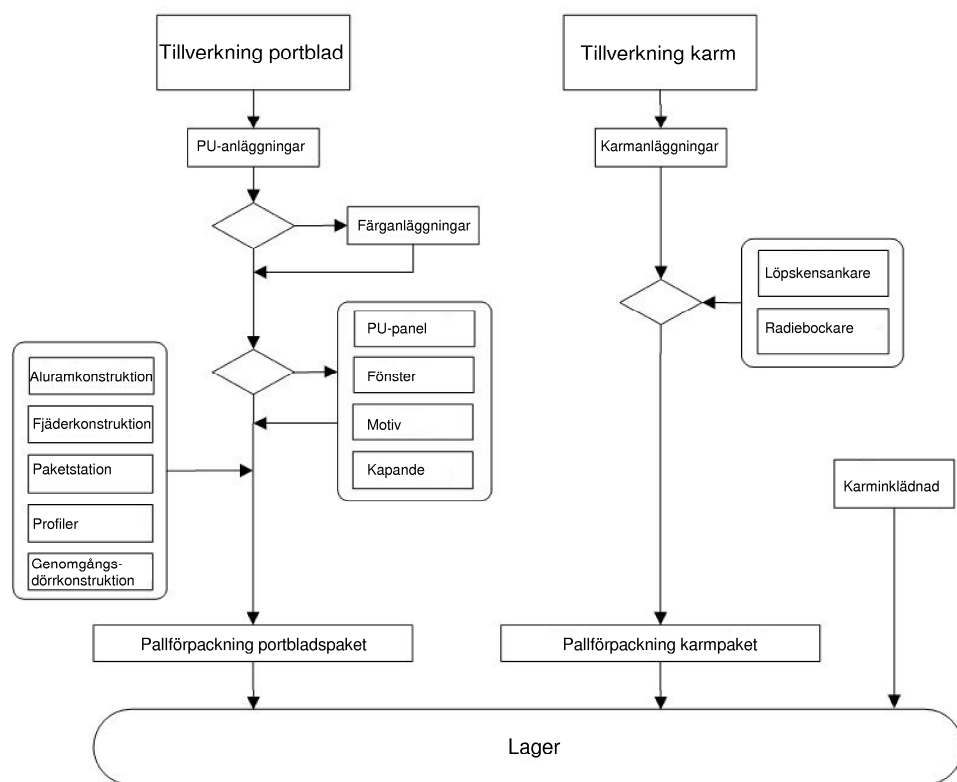 Tillverkning portblad
Tillverkning karm
PU-anläggningar
Karmanläggningar
Färganläggningar
Löpskensankare
Radiebockare
PU-panel
Fönster
Motiv
Kapande
Aluramkonstruktion
Fjäderkonstruktion
Paketstation
Profiler
Genomgångs-
dörrkonstruktion
Karminklädnad
Pallförpackning portbladspaket
Pallförpackning karmpaket
Lager